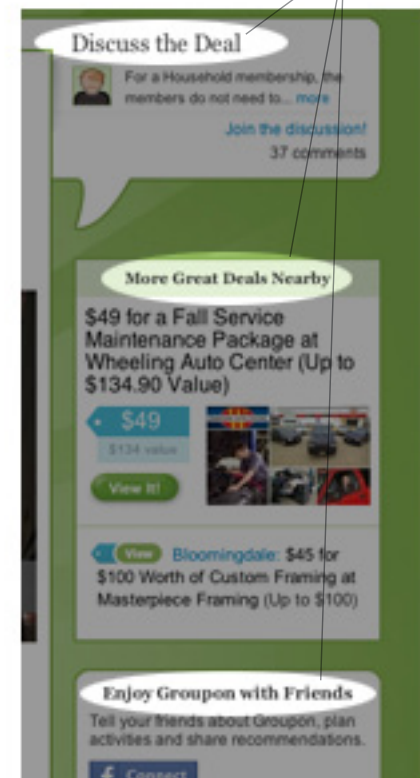 Discuss the Deal
For a Household membership, the
members do not need to... more
Join the discussion!
37 comments
More Great Deals Nearby
$49 for a Fall Service
Maintenance Package at
Wheeling Auto Center (Up to
$134.90 Value)
$49
$134 value
View It!
View Bloomingdale: $45 for
$100 Worth of Custom Framing at
Masterpiece Framing (Up to $100)
Enjoy Groupon with Friends
Tell your friends about Groupon, plan
activities and share recommendations.
f Connect